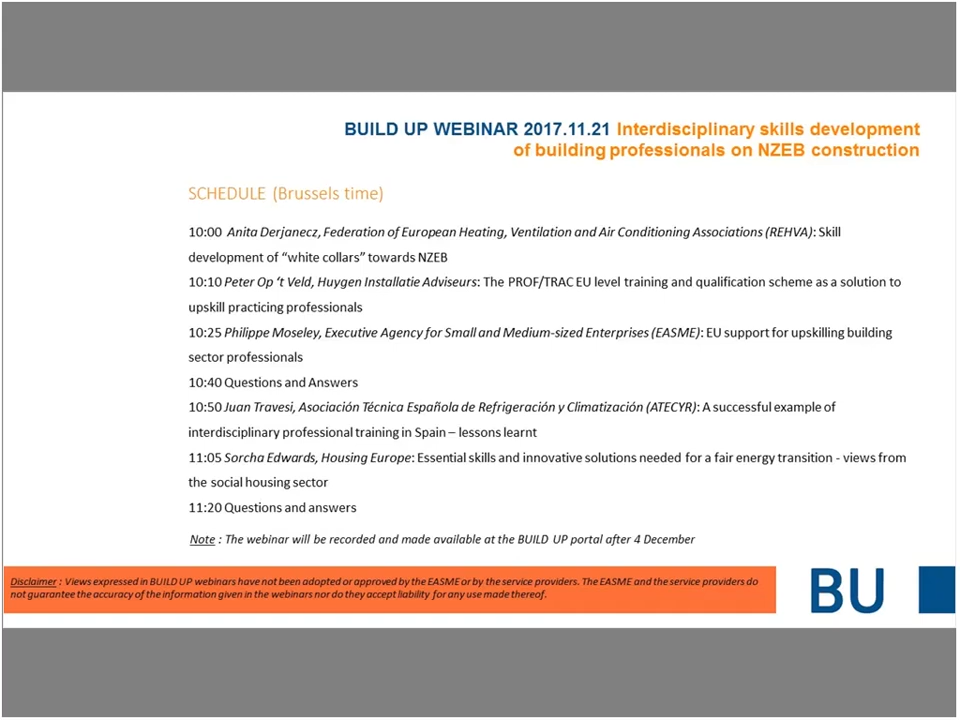 BUILD UP WEBINAR 2017.11.21 Interdisciplinary skills development
of building professionals on NZEB construction
SCHEDULE (Brussels time)
10:00 Anita Derjanecz, Federation of European Heating, Ventilation and Air Conditioning Associations (REHVA): Skill
development of “white collars” towards NZEB
10:10 Peter Op ‘t Veld, Huygen Installatie Adviseurs: The PROF/TRAC EU level training and qualification scheme as a solution to
upskill practicing professionals
10:25 Philippe Moseley, Executive Agency for Small and Medium-sized Enterprises (EASME): EU support for upskilling building
sector professionals
10:40 Questions and Answers
10:50 Juan Travesi, Asociación Técnica Española de Refrigeración y Climatización (ATECYR): A successful example of
interdisciplinary professional training in Spain – lessons learnt
11:05 Sorcha Edwards, Housing Europe: Essential skills and innovative solutions needed for a fair energy transition - views from
the social housing sector
11:20 Questions and answers
Note : The webinar will be recorded and made available at the BUILD UP portal after 4 December
Disclaimer : Views expressed in BUILD UP webinars have not been adopted or approved by the EASME or by the service providers. The EASME and the service providers do
not guarantee the accuracy of the information given in the webinars nor do they accept liability for any use made thereof.
BU